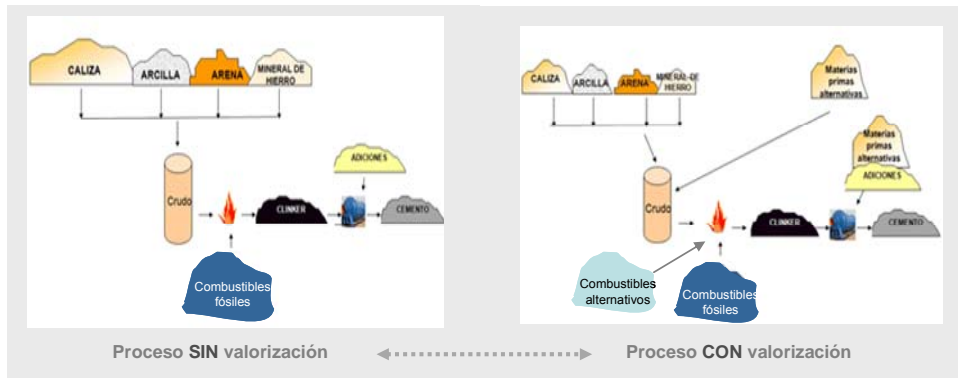 CALIZA
ARCILLA
ARENA
MINERAL DE
HIERRO
Crudo
ADICIONES
CLINKER
CEMENTO
Combustibles
fósiles
Proceso SIN valorización
CALIZA
ARCILLA
ARENA
MINERAL DE
HIERRO
Materias
primas
alternativas
Materias
primas
alternativas
ADICIONES
Crudo
CLINKER
CEMENTO
Combustibles
alternativos
Combustibles
fósiles
Proceso CON valorización